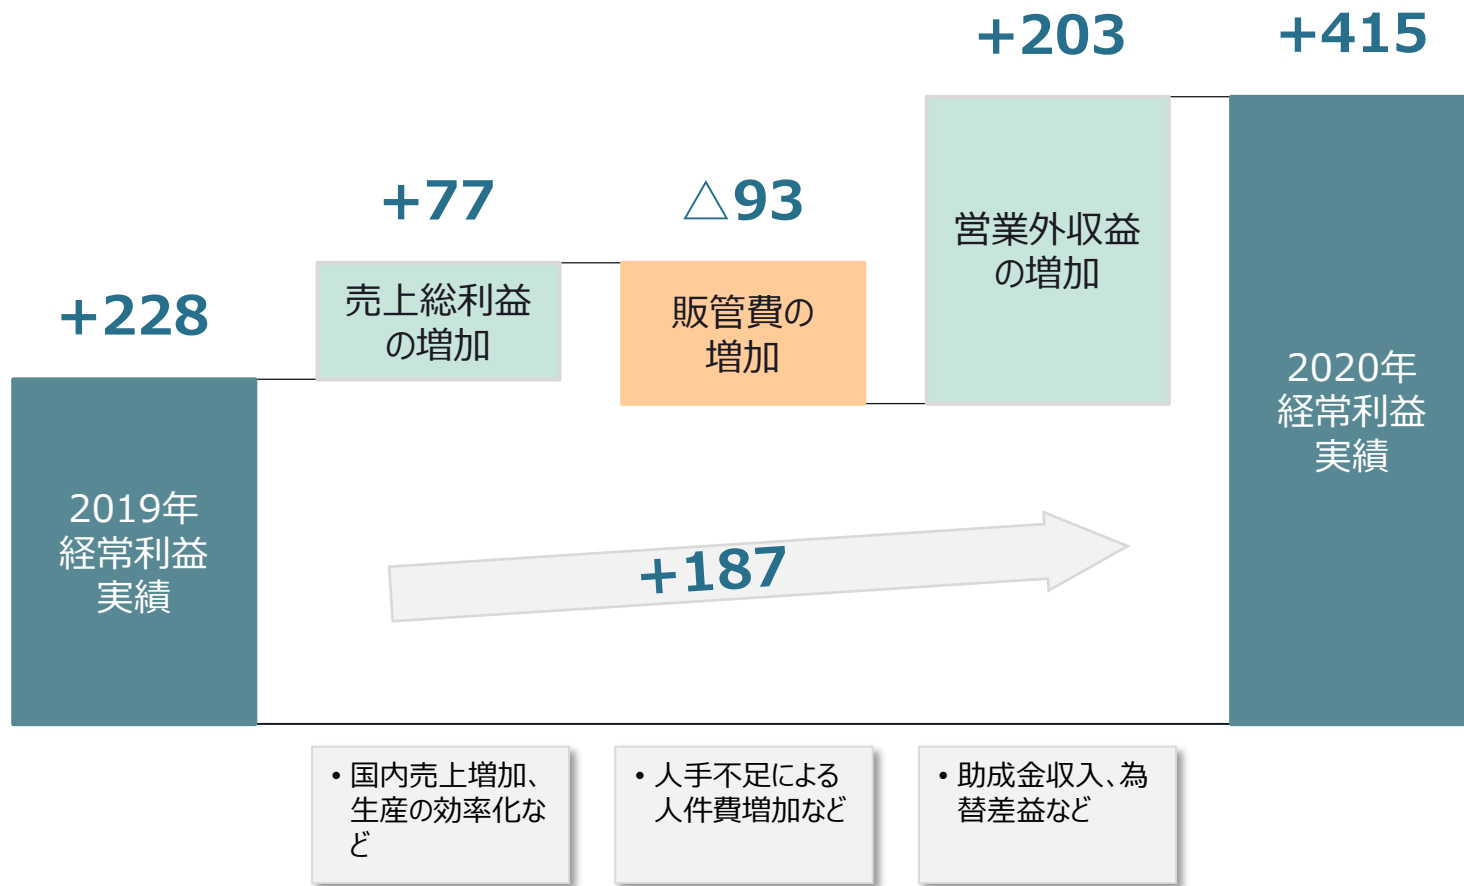 +203
+415
+77
△93
+228
売上総利益
の増加
販管費の
増加
営業外収益
の増加
2019年
経常利益
実績
2020年
経常利益
実績
+187
• 国内売上増加、
生産の効率化な
ど
• 人手不足による
人件費増加など
• 助成金収入、為
替差益など